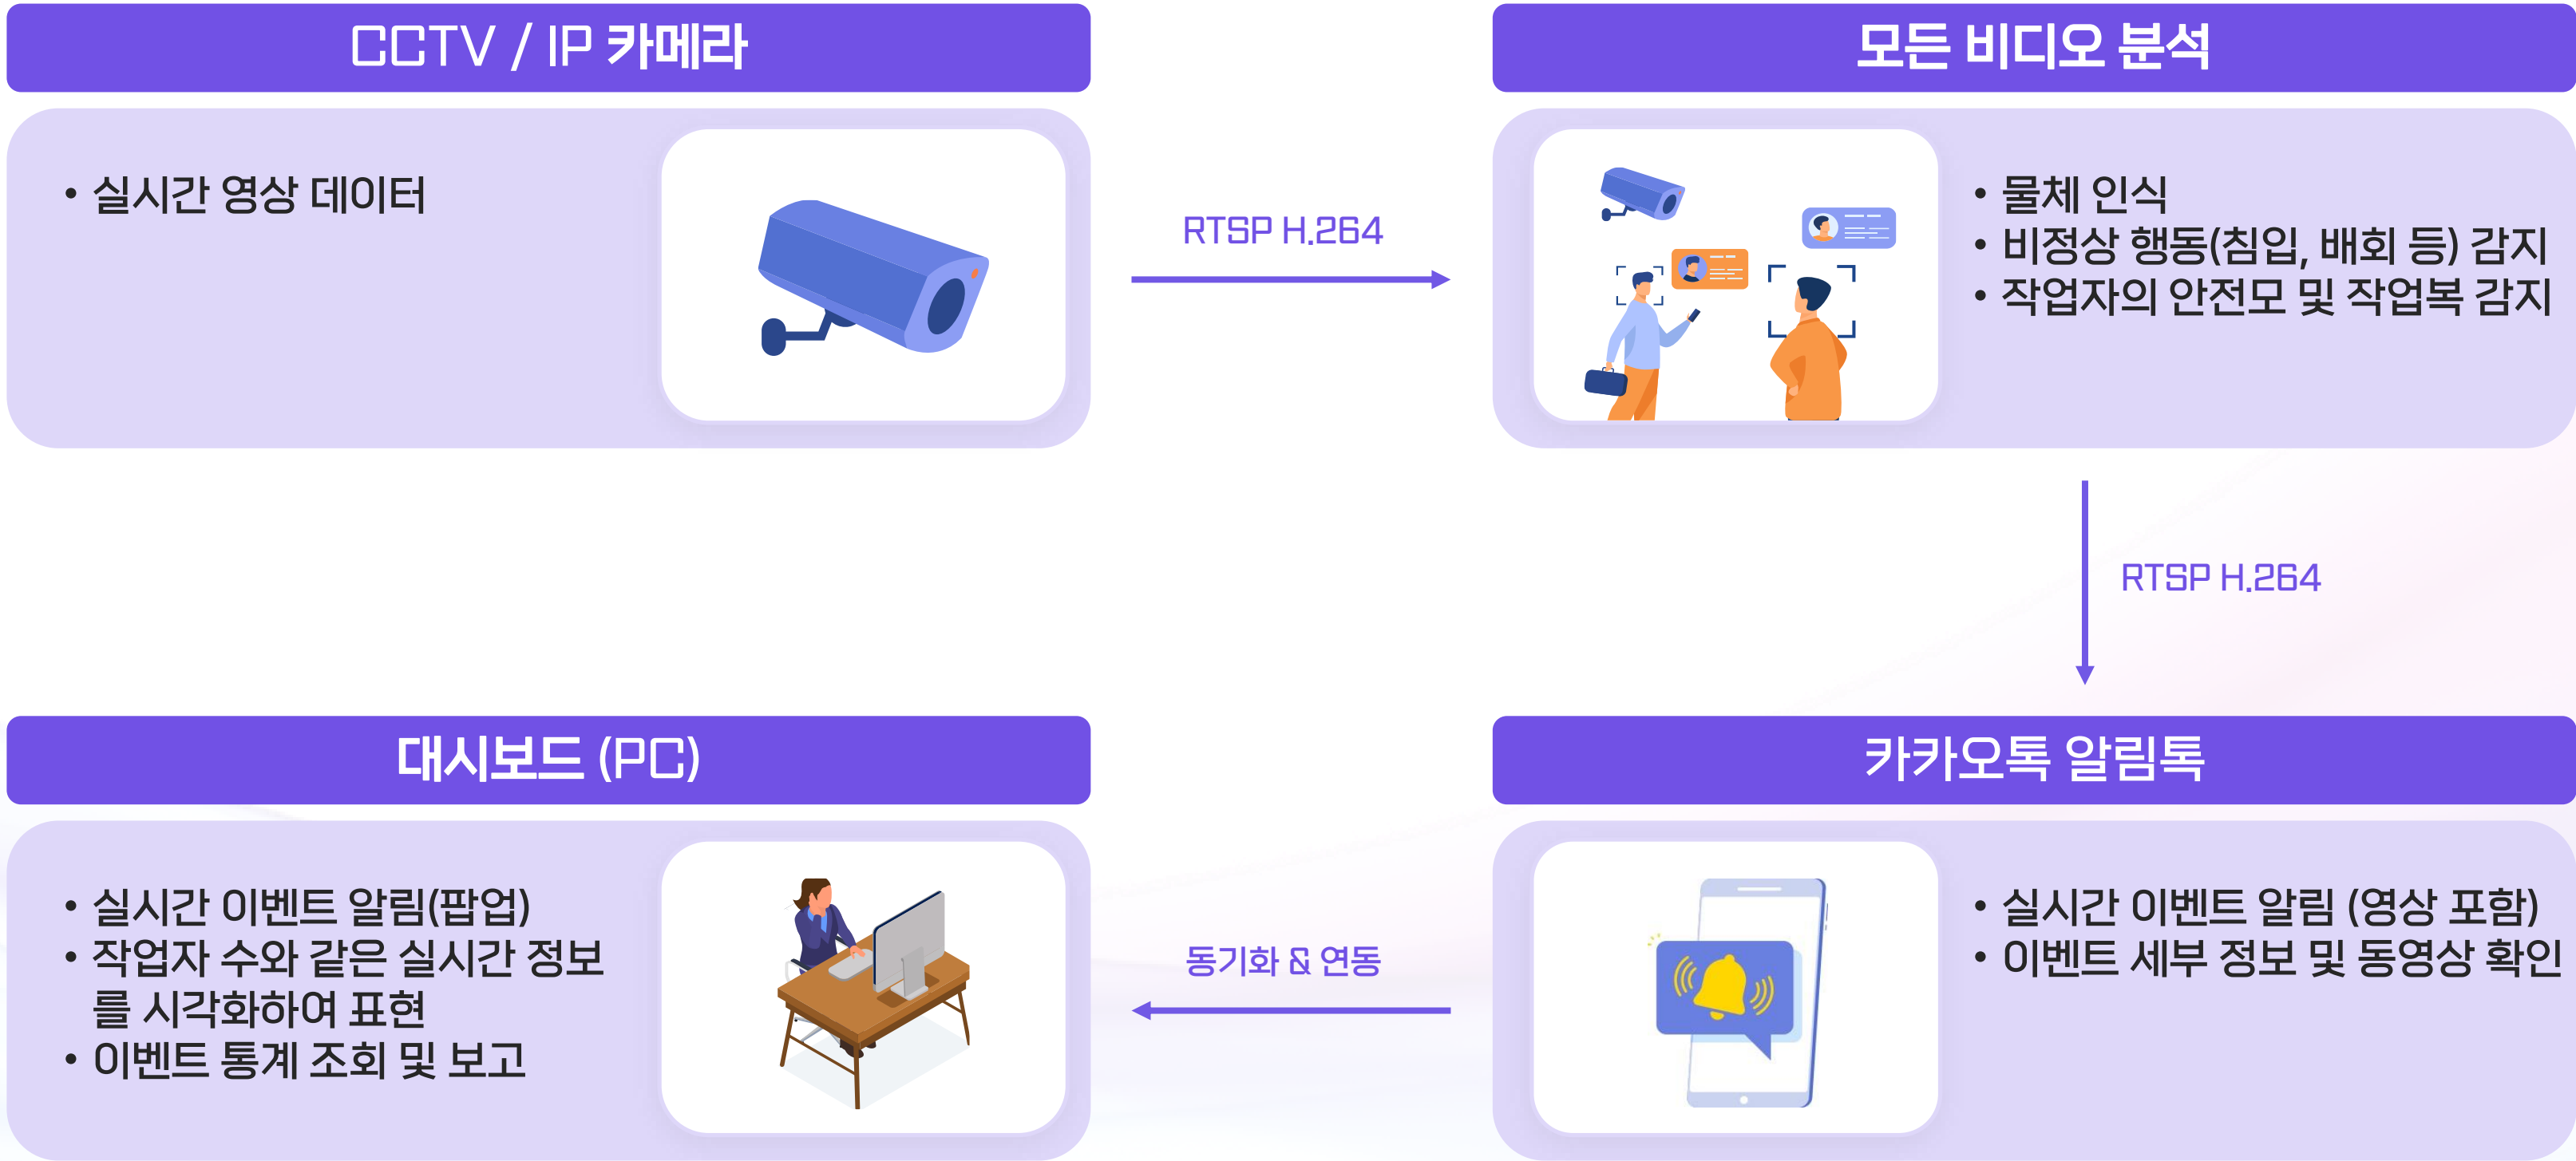 CCTV / IP 카메라
• 실시간 영상 데이터
RTSP H.264
모든 비디오 분석
• 물체 인식
• 비정상 행동(침입, 배회 등) 감지
• 작업자의 안전모 및 작업복 감지
RTSP H.264
카카오톡 알림톡
• 실시간 이벤트 알림 (영상 포함)
• 이벤트 세부 정보 및 동영상 확인
동기화 & 연동
대시보드 (PC)
• 실시간 이벤트 알림(팝업)
• 작업자 수와 같은 실시간 정보
를 시각화하여 표현
• 이벤트 통계 조회 및 보고